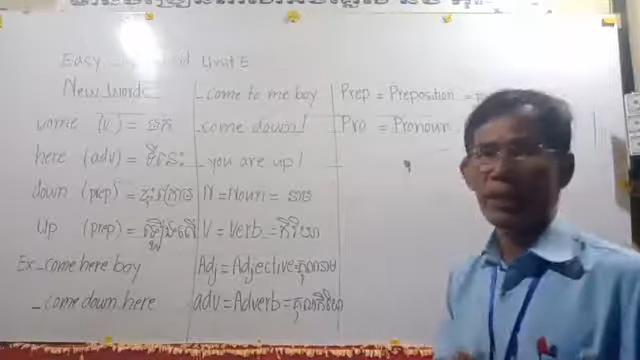 Easy
Unit 5
New words
come (v) = មក
here (adv) = ទីនេះ
down (prep) = ចុះក្រោម
Up (prep) = ឡើងលើ
Ex_come here boy
_come down here
_come to me boy
_come down!
_you are up!
N = Noun = នាម
V = Verb = កិរិយា
Adj = Adjective = គុណនាម
adv = Adverb = គុណកិរិយា
Prep = Preposition =
Pro = Pronoun